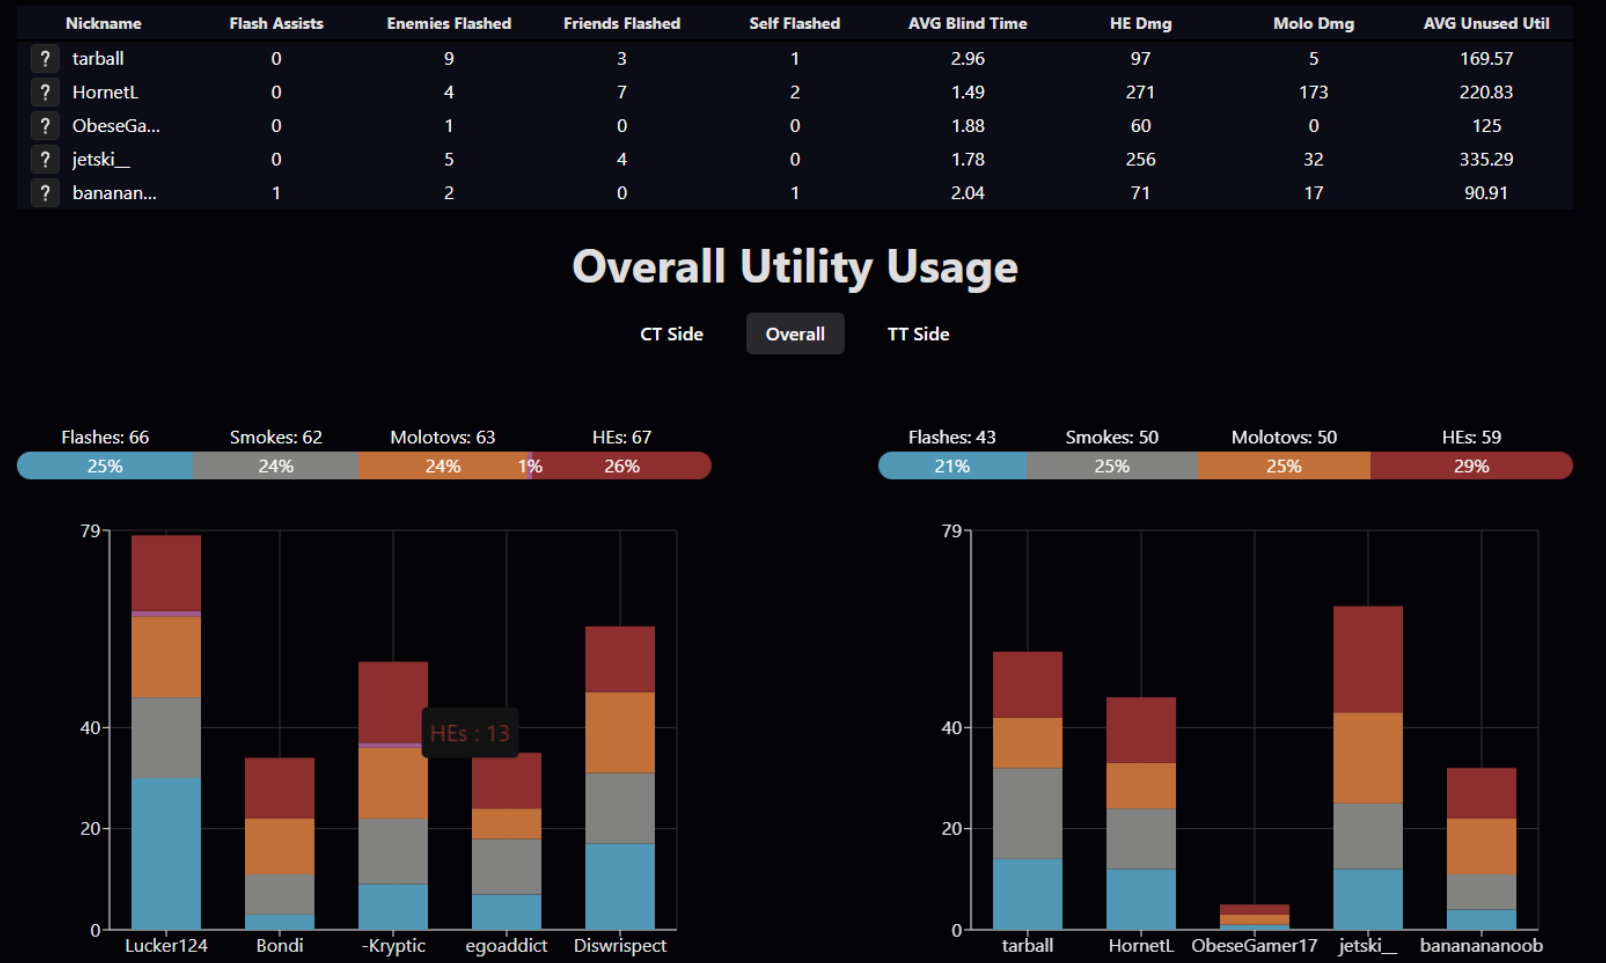 Nickname Flash Assists Enemies Flashed Friends Flashed Self Flashed AVG Blind Time HE Dmg Molo Dmg AVG Unused Util
? tarball 0 9 3 1 2.96 97 5 169.57
? HornetL 0 4 7 2 1.49 271 173 220.83
? ObeseGa... 0 1 0 0 1.88 60 0 125
? jetski__ 0 5 4 0 1.78 256 32 335.29
? bananan... 1 2 0 1 2.04 71 17 90.91
Overall Utility Usage
CT Side Overall TT Side
Flashes: 66 Smokes: 62 Molotovs: 63 HEs: 67
25% 24% 24% 1% 26%
79
40
20
0
HEs : 13
Lucker124 Bondi -Kryptic egoaddict Diswrispect
Flashes: 43 Smokes: 50 Molotovs: 50 HEs: 59
21% 25% 25% 29%
79
40
20
0
tarball HornetL ObeseGamer17 jetski__ bananananoob